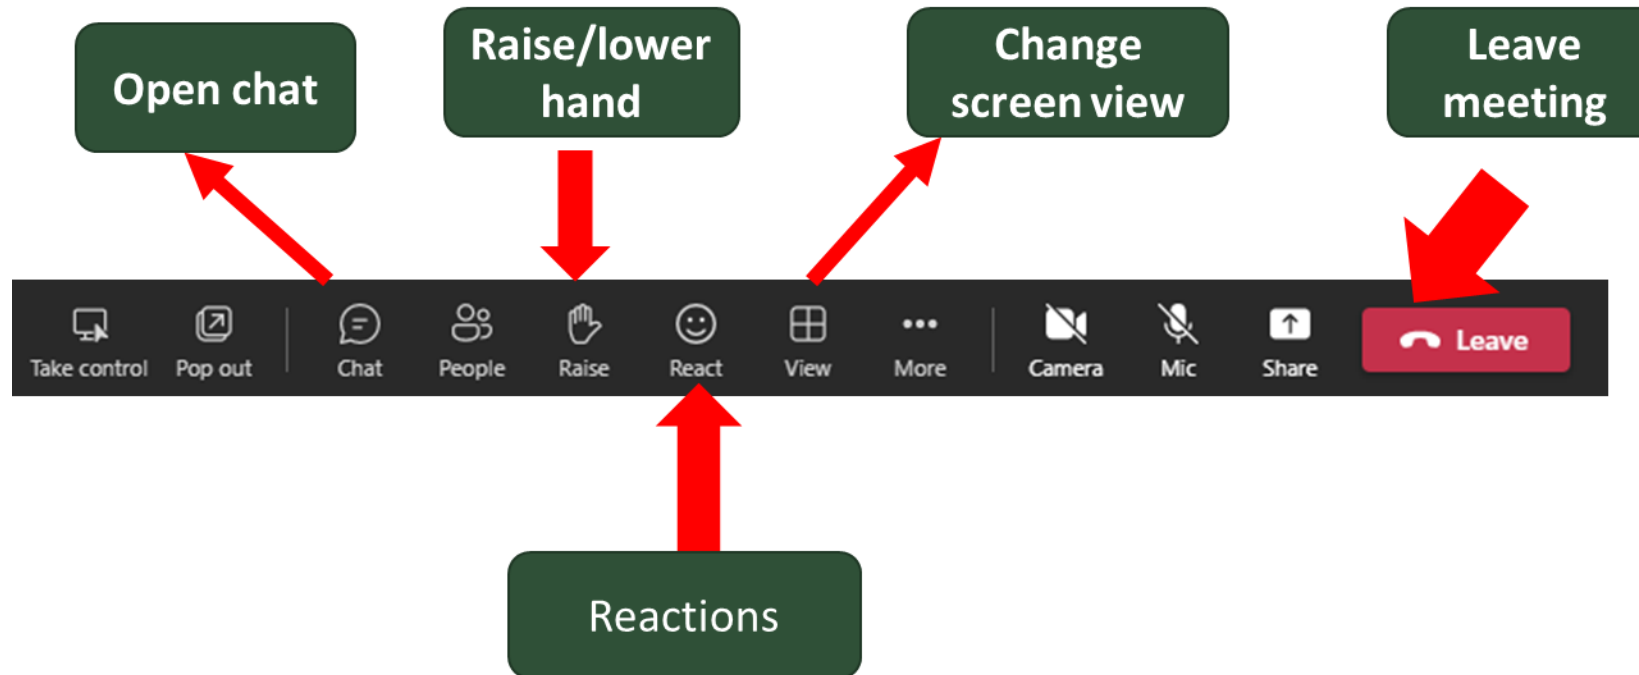 Open chat
Raise/lower
hand
Change
screen view
Leave
meeting
Take control
Pop out
Chat
People
Raise
React
View
More
Camera
Mic
Share
Leave
Reactions